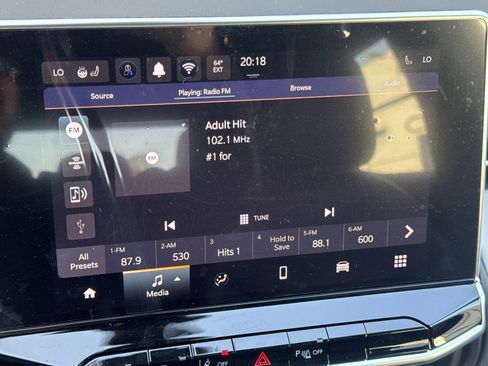 LO
64°
EXT
20:18
LO
Source
Playing: Radio FM
Browse
Audio
FM
FM
Adult Hit
102.1 MHz
#1 for
TUNE
All
Presets
1-FM
87.9
2-AM
530
3
Hits 1
4
Hold to
Save
5-FM
88.1
6-AM
600
Media
OFF
OFF